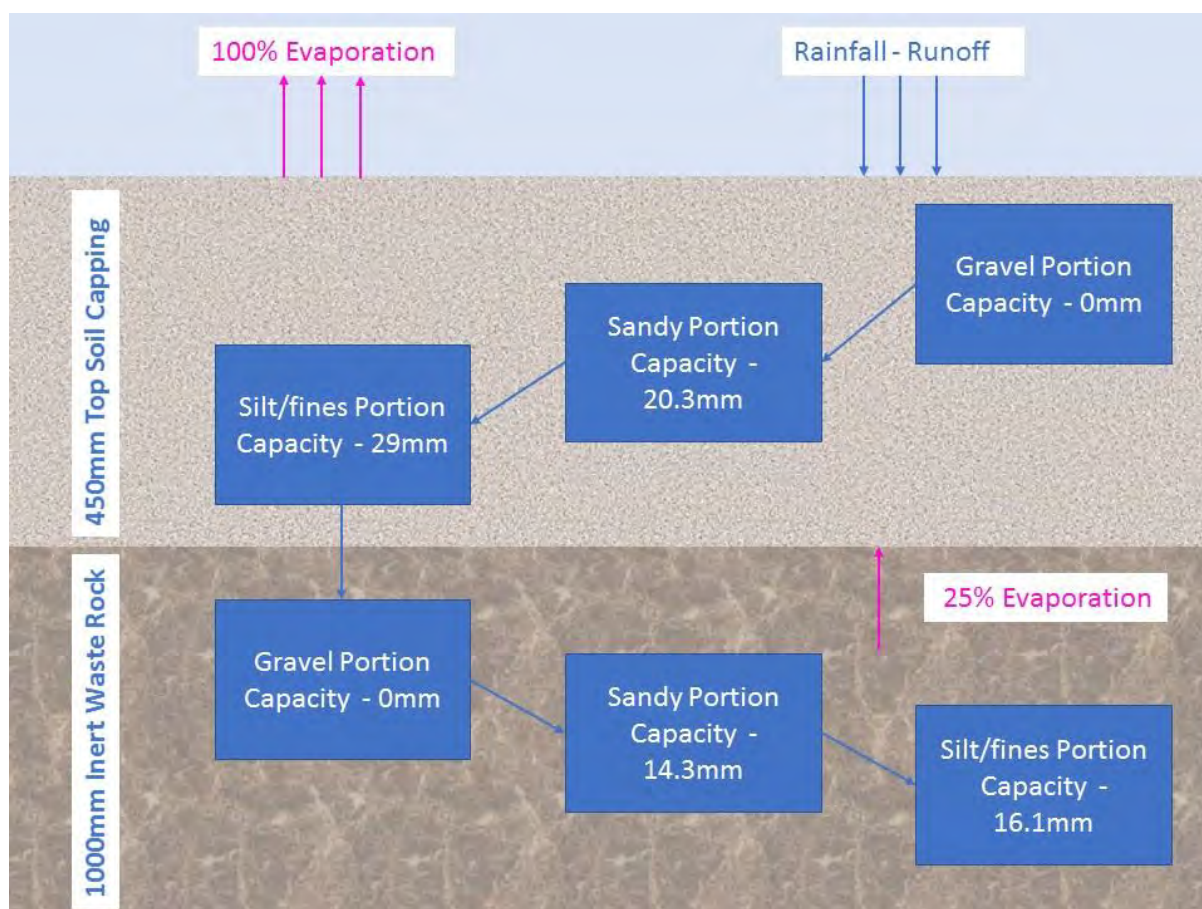 100% Evaporation
Rainfall - Runoff
450mm Top Soil Capping
Gravel Portion
Capacity - 0mm
Sandy Portion
Capacity -
20.3mm
Silt/fines Portion
Capacity - 29mm
1000mm Inert Waste Rock
25% Evaporation
Gravel Portion
Capacity - 0mm
Sandy Portion
Capacity -
14.3mm
Silt/fines Portion
Capacity -
16.1mm